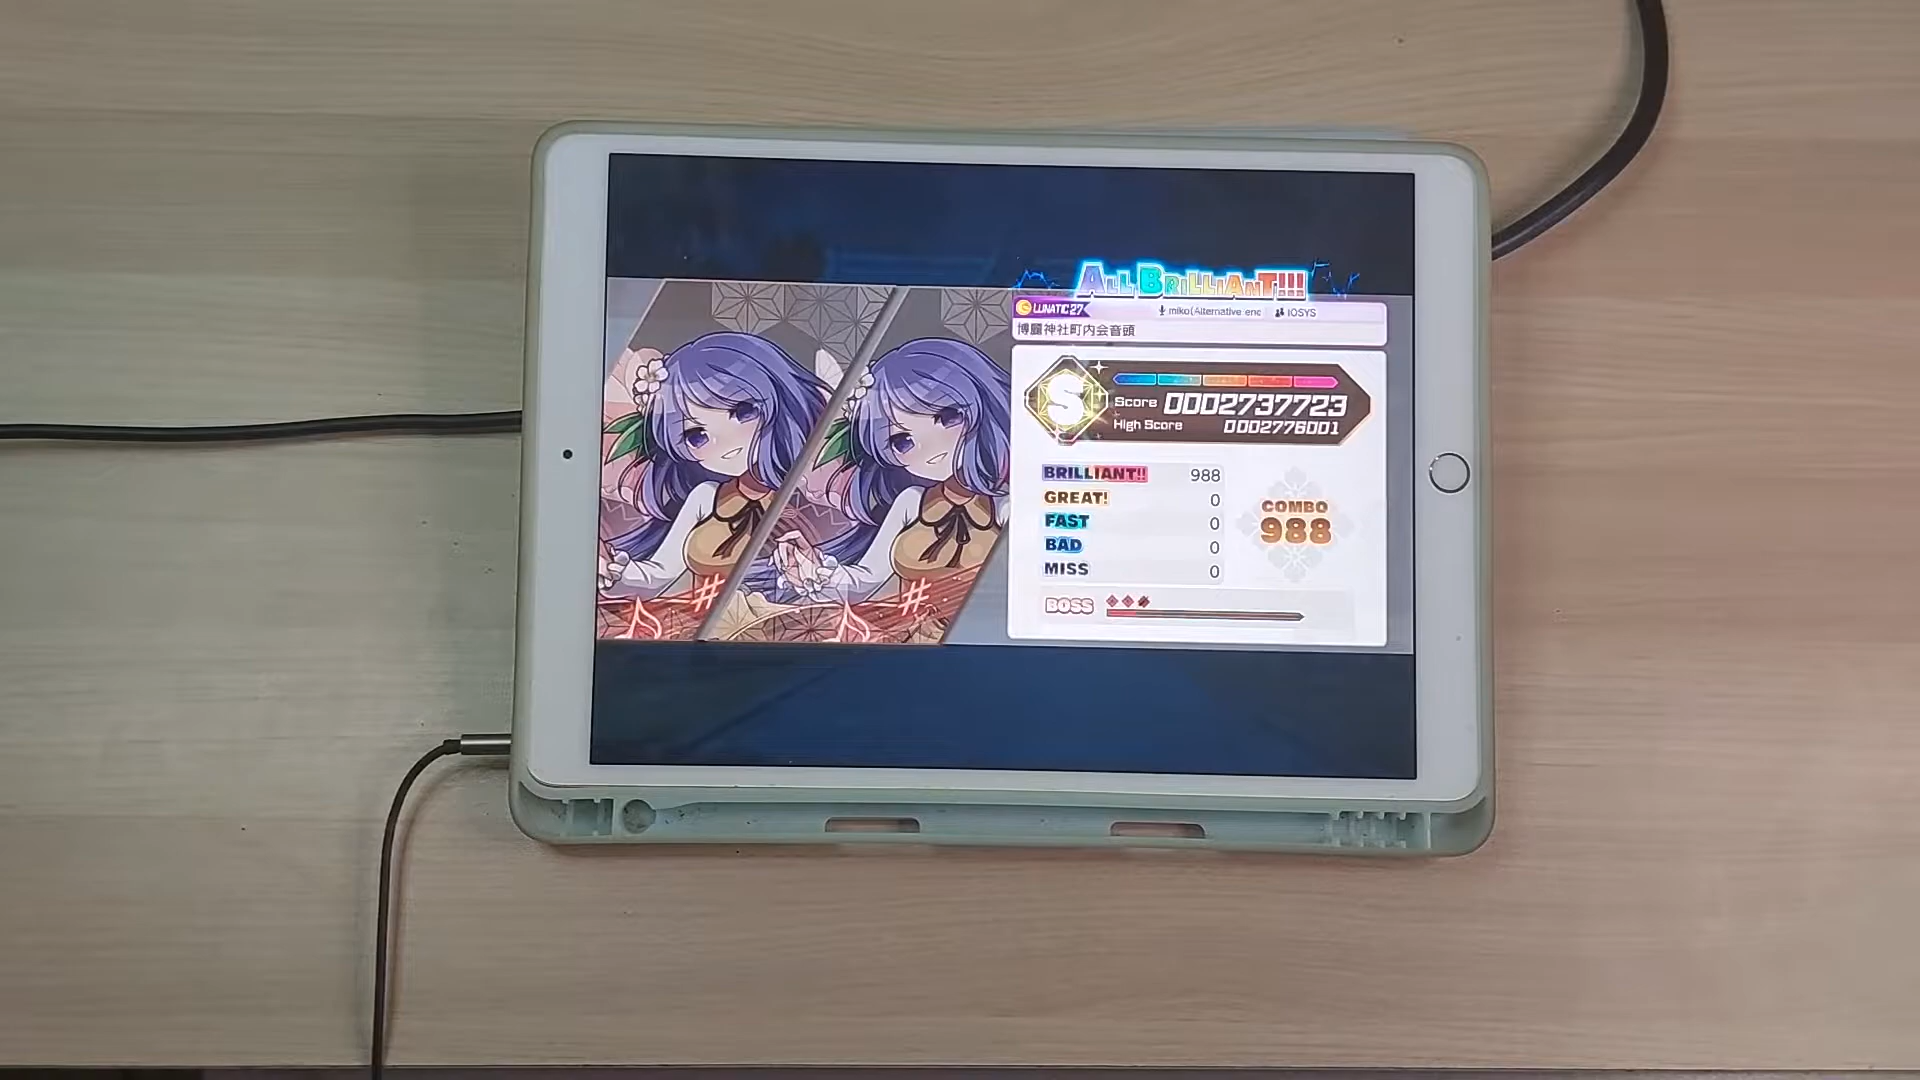 ALL BRILLIANT!!!
LUNATIC 27
miko(Alternative enc
IOSYS
博麗神社町内会音頭
S
Score 0002737723
High Score 0002776001
BRILLIANT!! 988
GREAT! 0
FAST 0
BAD 0
MISS 0
COMBO
988
BOSS